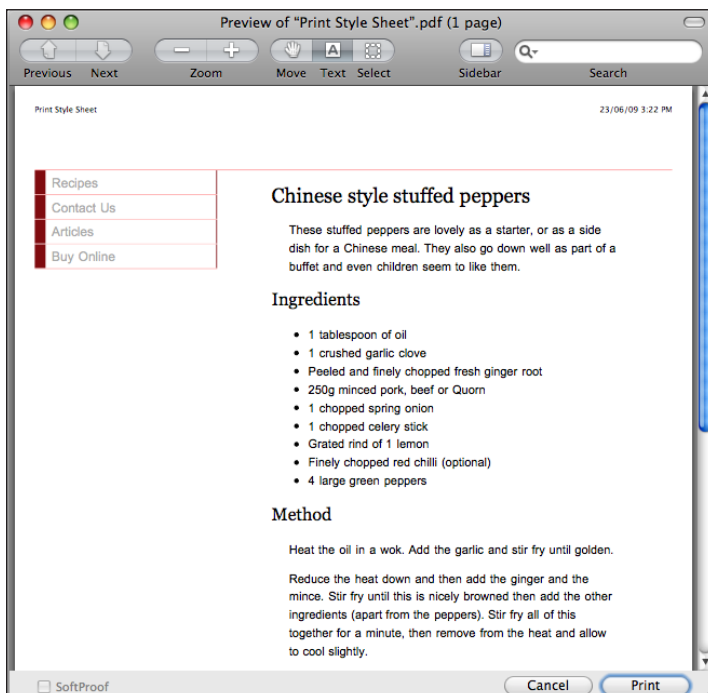 Preview of “Print Style Sheet”.pdf (1 page)
Previous Next Zoom Move Text Select Sidebar Search
Print Style Sheet 23/06/09 3:22 PM
Recipes
Contact Us
Articles
Buy Online
Chinese style stuffed peppers
These stuffed peppers are lovely as a starter, or as a side
dish for a Chinese meal. They also go down well as part of a
buffet and even children seem to like them.
Ingredients
• 1 tablespoon of oil
• 1 crushed garlic clove
• Peeled and finely chopped fresh ginger root
• 250g minced pork, beef or Quorn
• 1 chopped spring onion
• 1 chopped celery stick
• Grated rind of 1 lemon
• Finely chopped red chilli (optional)
• 4 large green peppers
Method
Heat the oil in a wok. Add the garlic and stir fry until golden.
Reduce the heat down and then add the ginger and the
mince. Stir fry until this is nicely browned then add the other
ingredients (apart from the peppers). Stir fry all of this
together for a minute, then remove from the heat and allow
to cool slightly.
SoftProof Cancel Print